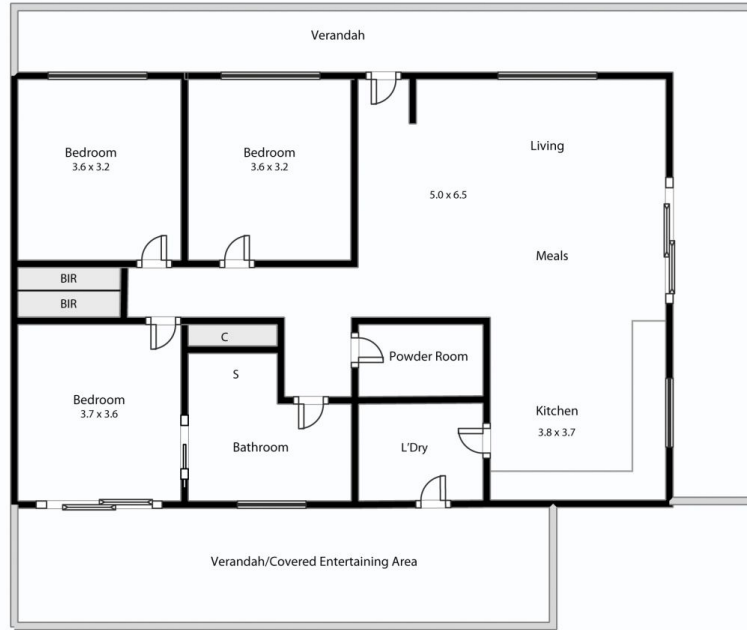 Verandah
Bedroom
3.6 x 3.2
Bedroom
3.6 x 3.2
Living
5.0 x 6.5
Meals
BIR
BIR
C
S
Powder Room
Bedroom
3.7 x 3.6
Bathroom
L'Dry
Kitchen
3.8 x 3.7
Verandah/Covered Entertaining Area